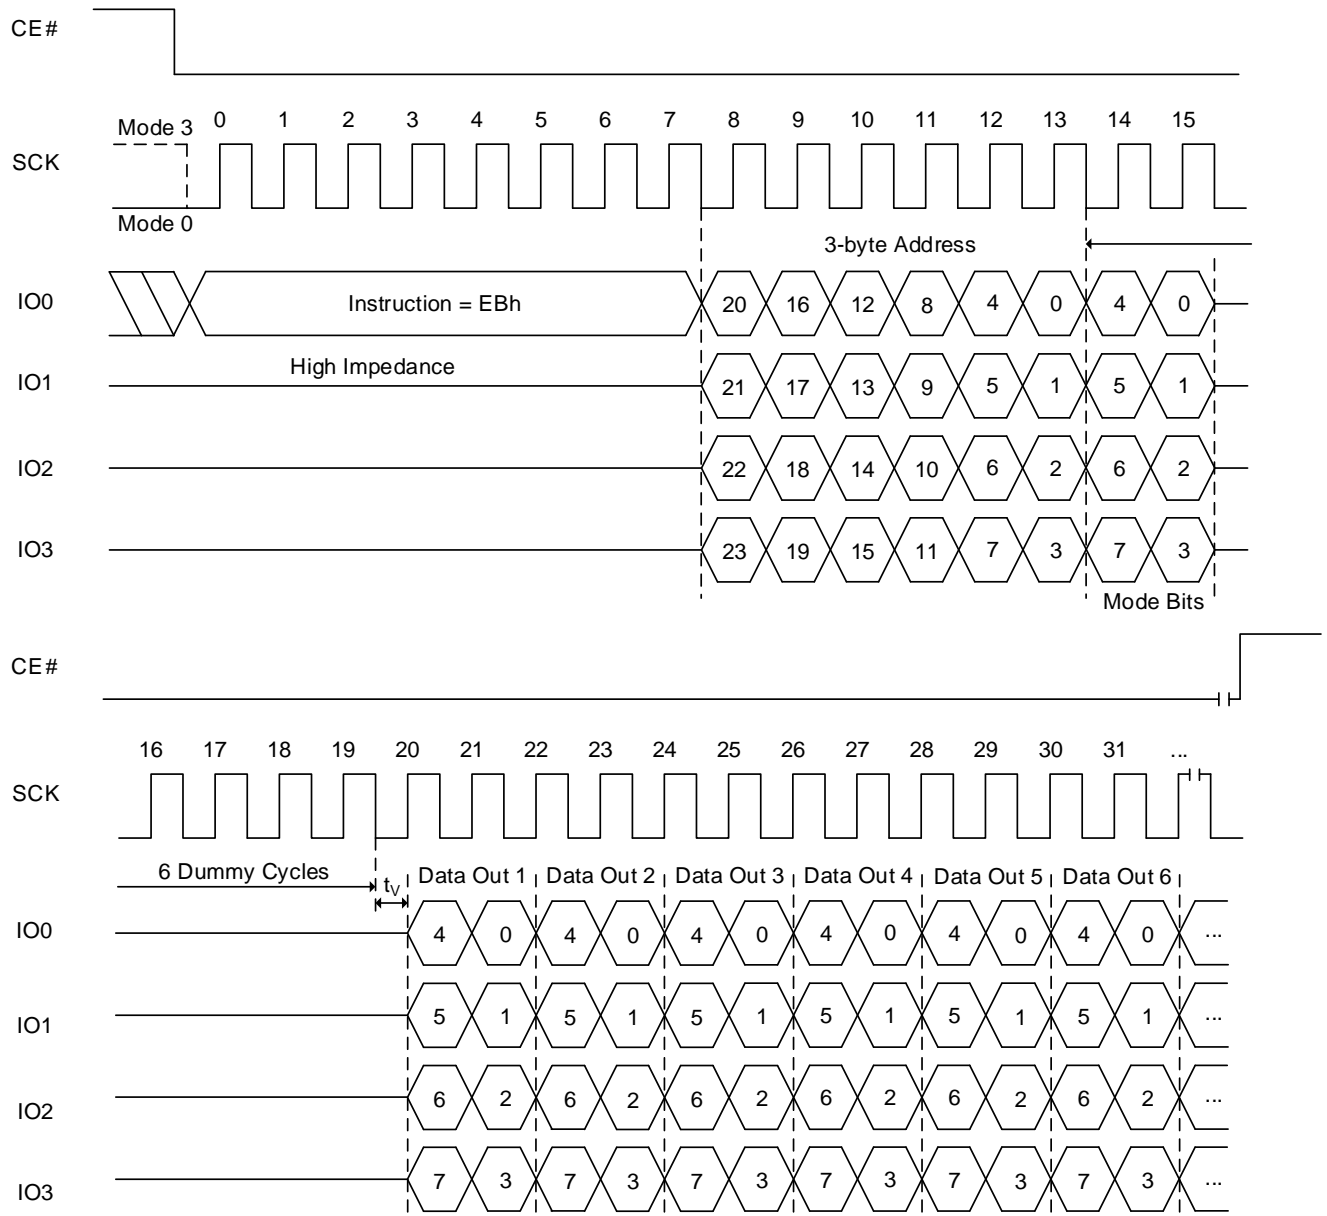 CE#
Mode 3 0 1 2 3 4 5 6 7 8 9 10 11 12 13 14 15
SCK
Mode 0
3-byte Address
IO0 Instruction = EBh 20 16 12 8 4 0 4 0
High Impedance
IO1 21 17 13 9 5 1 5 1
IO2 22 18 14 10 6 2 6 2
IO3 23 19 15 11 7 3 7 3
Mode Bits
CE#
16 17 18 19 20 21 22 23 24 25 26 27 28 29 30 31 ...
SCK
6 Dummy Cycles tV Data Out 1 Data Out 2 Data Out 3 Data Out 4 Data Out 5 Data Out 6
IO0 4 0 4 0 4 0 4 0 4 0 4 0 ...
IO1 5 1 5 1 5 1 5 1 5 1 5 1 ...
IO2 6 2 6 2 6 2 6 2 6 2 6 2 ...
IO3 7 3 7 3 7 3 7 3 7 3 7 3 ...